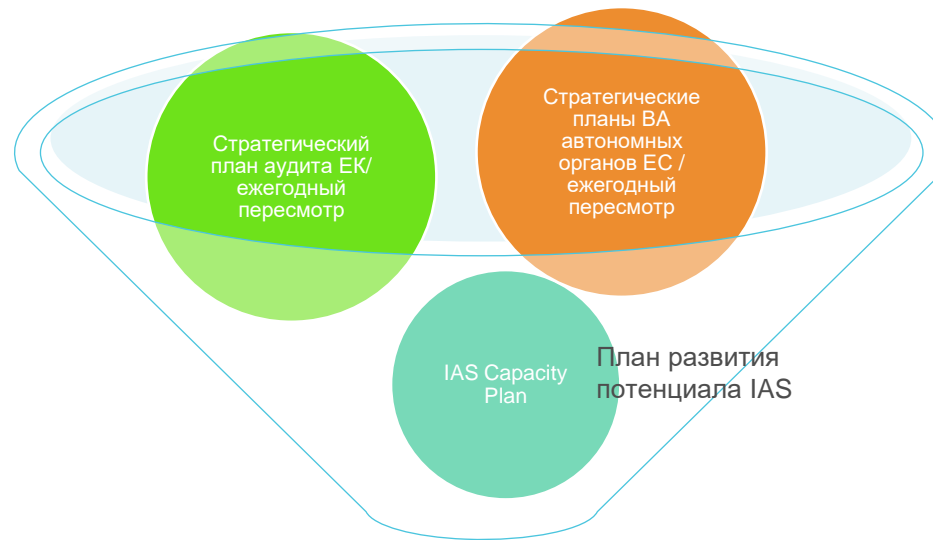 Стратегический
план аудита ЕК/
ежегодный
пересмотр
Стратегические
планы ВА
автономных
органов ЕС /
ежегодный
пересмотр
IAS Capacity
Plan
План развития
потенциала IAS